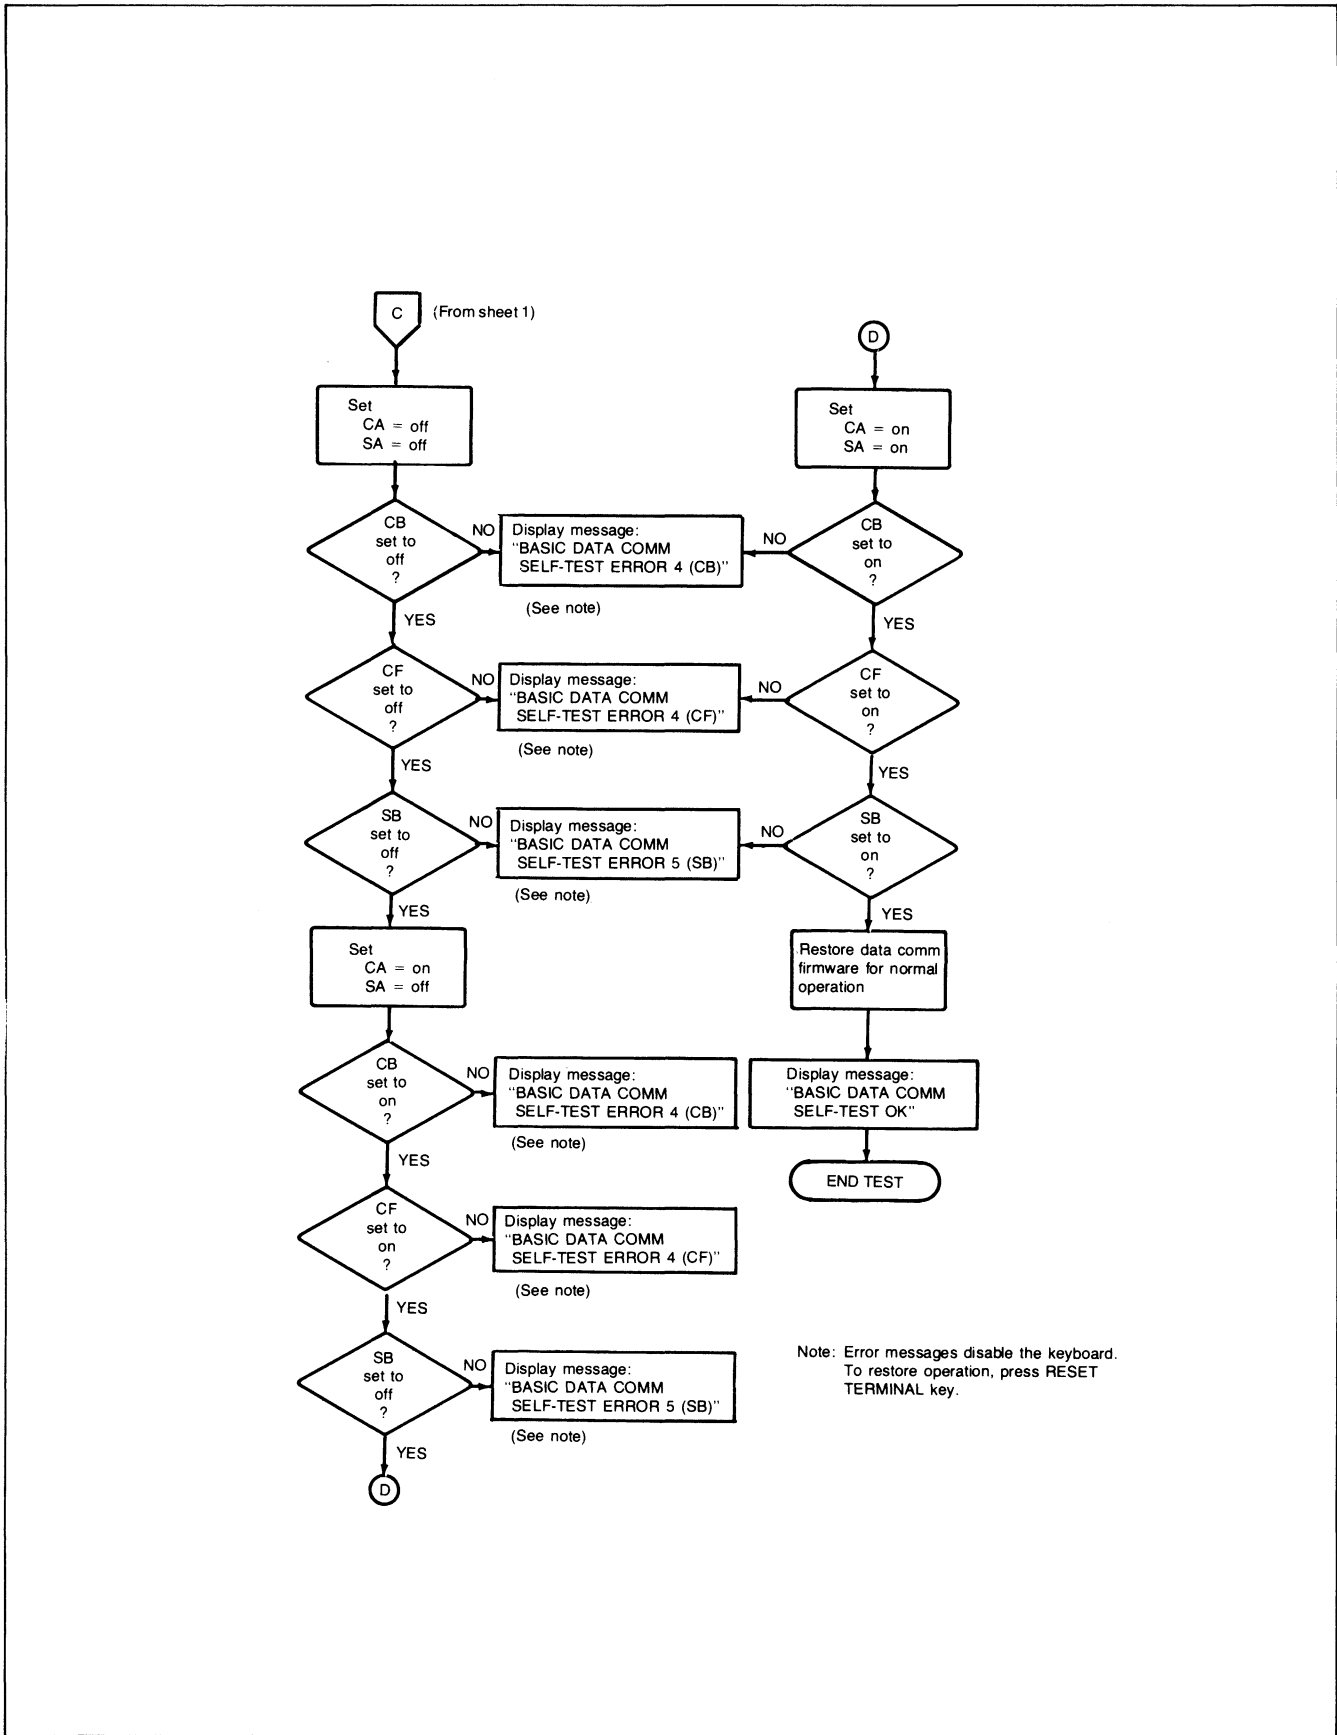 C
(From sheet 1)
Set
CA = off
SA = off
CB
set to
off
?
NO
Display message:
"BASIC DATA COMM
SELF-TEST ERROR 4 (CB)"
(See note)
YES
CF
set to
off
?
NO
Display message:
"BASIC DATA COMM
SELF-TEST ERROR 4 (CF)"
(See note)
YES
SB
set to
off
?
NO
Display message:
"BASIC DATA COMM
SELF-TEST ERROR 5 (SB)"
(See note)
YES
Set
CA = on
SA = off
CB
set to
on
?
NO
Display message:
"BASIC DATA COMM
SELF-TEST ERROR 4 (CB)"
(See note)
YES
CF
set to
on
?
NO
Display message:
"BASIC DATA COMM
SELF-TEST ERROR 4 (CF)"
(See note)
YES
SB
set to
off
?
NO
Display message:
"BASIC DATA COMM
SELF-TEST ERROR 5 (SB)"
(See note)
YES
D
D
Set
CA = on
SA = on
CB
set to
on
?
NO
YES
CF
set to
on
?
NO
YES
SB
set to
on
?
NO
YES
Restore data comm
firmware for normal
operation
Display message:
"BASIC DATA COMM
SELF-TEST OK"
END TEST
Note: Error messages disable the keyboard.
To restore operation, press RESET
TERMINAL key.